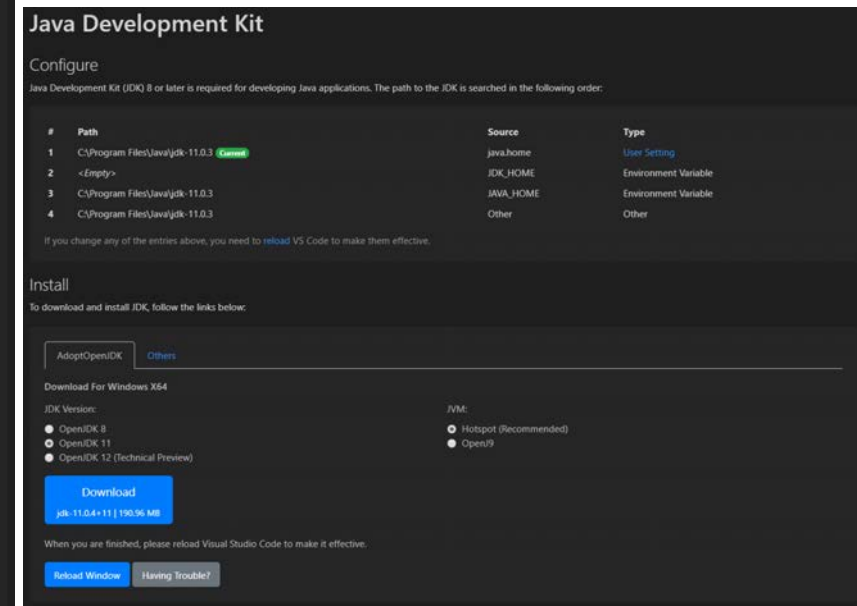 Java Development Kit
Configure
Java Development Kit (JDK) 8 or later is required for developing Java applications. The path to the JDK is searched in the following order:
# Path Source Type
1 C:\Program Files\Java\jdk-11.0.3 Current java.home User Setting
2 <Empty> JDK_HOME Environment Variable
3 C:\Program Files\Java\jdk-11.0.3 JAVA_HOME Environment Variable
4 C:\Program Files\Java\jdk-11.0.3 Other Other
If you change any of the entries above, you need to reload VS Code to make them effective.
Install
To download and install JDK, follow the links below:
AdoptOpenJDK Others
Download For Windows X64
JDK Version: JVM:
OpenJDK 8 Hotspot (Recommended)
OpenJDK 11 OpenJ9
OpenJDK 12 (Technical Preview)
Download
jdk-11.0.4+11 | 190.96 MB
When you are finished, please reload Visual Studio Code to make it effective.
Reload Window Having Trouble?